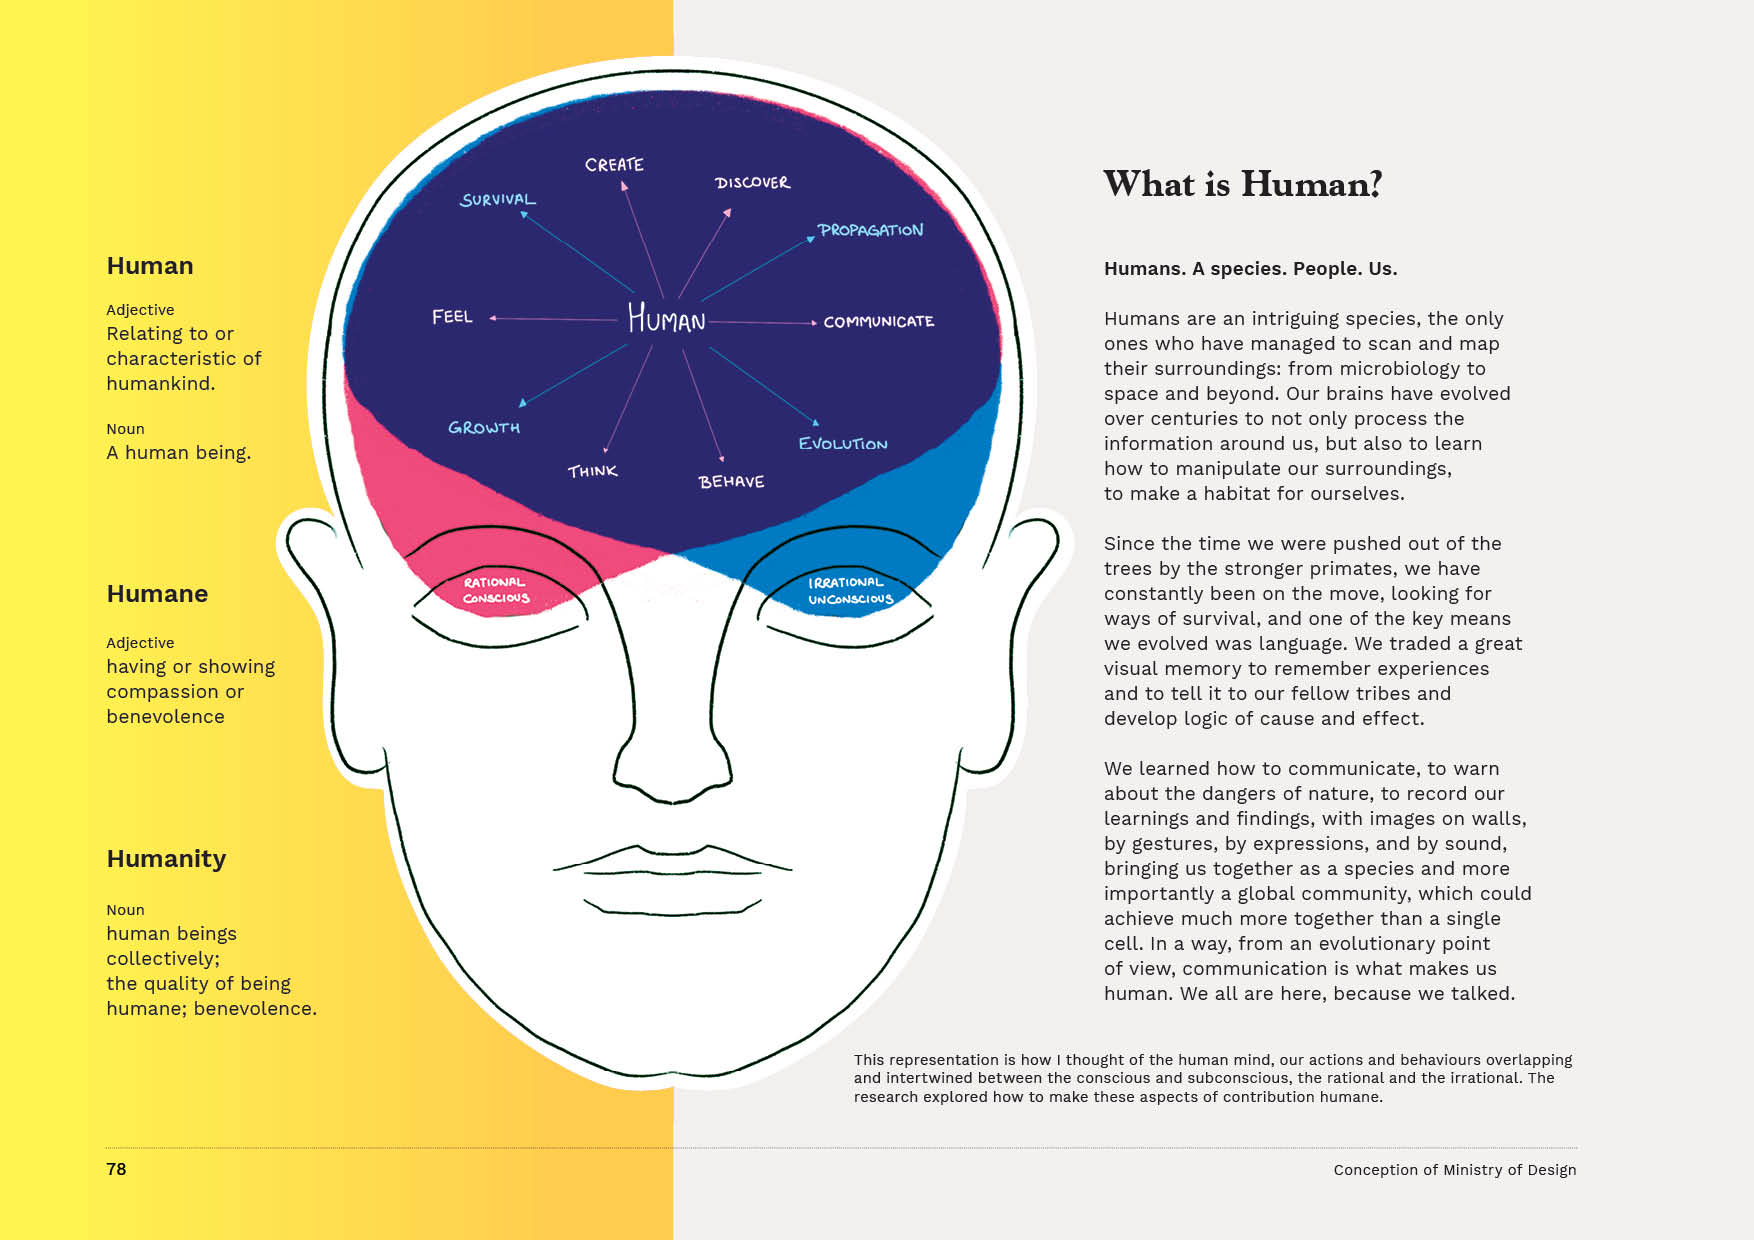 Human
Adjective
Relating to or
characteristic of
humankind.
Noun
A human being.
Humane
Adjective
having or showing
compassion or
benevolence
Humanity
Noun
human beings
collectively;
the quality of being
humane; benevolence.
CREATE
DISCOVER
SURVIVAL
PROPAGATION
FEEL
HUMAN
COMMUNICATE
GROWTH
EVOLUTION
THINK
BEHAVE
RATIONAL
CONSCIOUS
IRRATIONAL
UNCONSCIOUS
What is Human?
Humans. A species. People. Us.
Humans are an intriguing species, the only
ones who have managed to scan and map
their surroundings: from microbiology to
space and beyond. Our brains have evolved
over centuries to not only process the
information around us, but also to learn
how to manipulate our surroundings,
to make a habitat for ourselves.
Since the time we were pushed out of the
trees by the stronger primates, we have
constantly been on the move, looking for
ways of survival, and one of the key means
we evolved was language. We traded a great
visual memory to remember experiences
and to tell it to our fellow tribes and
develop logic of cause and effect.
We learned how to communicate, to warn
about the dangers of nature, to record our
learnings and findings, with images on walls,
by gestures, by expressions, and by sound,
bringing us together as a species and more
importantly a global community, which could
achieve much more together than a single
cell. In a way, from an evolutionary point
of view, communication is what makes us
human. We all are here, because we talked.
This representation is how I thought of the human mind, our actions and behaviours overlapping
and intertwined between the conscious and subconscious, the rational and the irrational. The
research explored how to make these aspects of contribution humane.
78
Conception of Ministry of Design